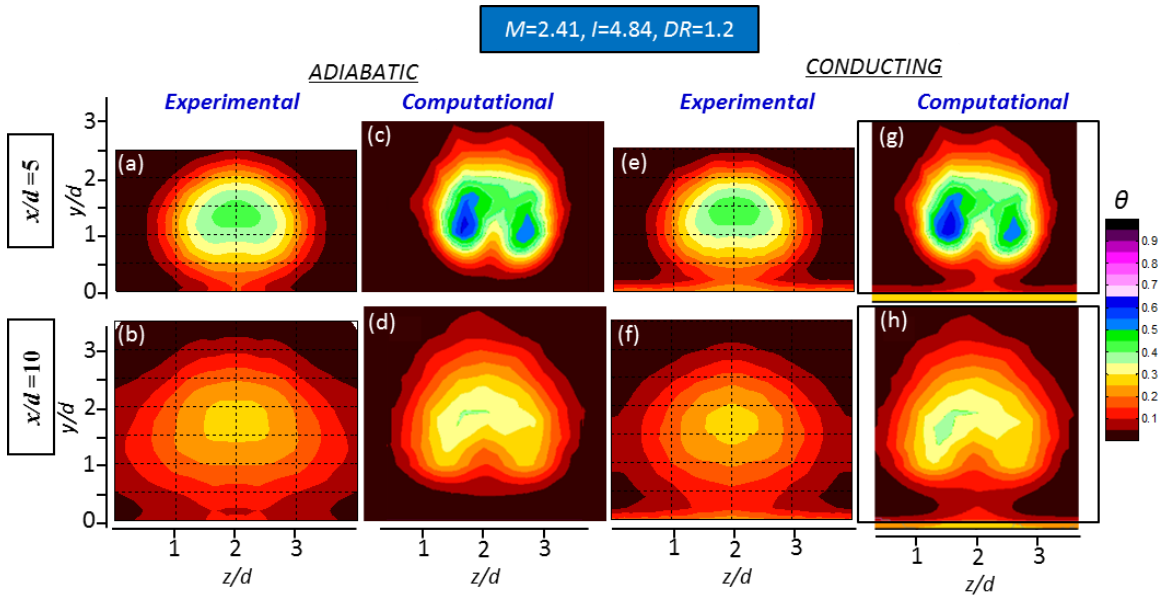 M=2.41, I=4.84, DR=1.2
ADIABATIC
CONDUCTING
Experimental
Computational
Experimental
Computational
x/d =5
y/d
3
2
1
0
(a)
(c)
(e)
(g)
θ
0.9
0.8
0.7
0.6
0.5
0.4
0.3
0.2
0.1
x/d =10
y/d
3
2
1
0
(b)
(d)
(f)
(h)
1 2 3
1 2 3
1 2 3
1 2 3
z/d
z/d
z/d
z/d